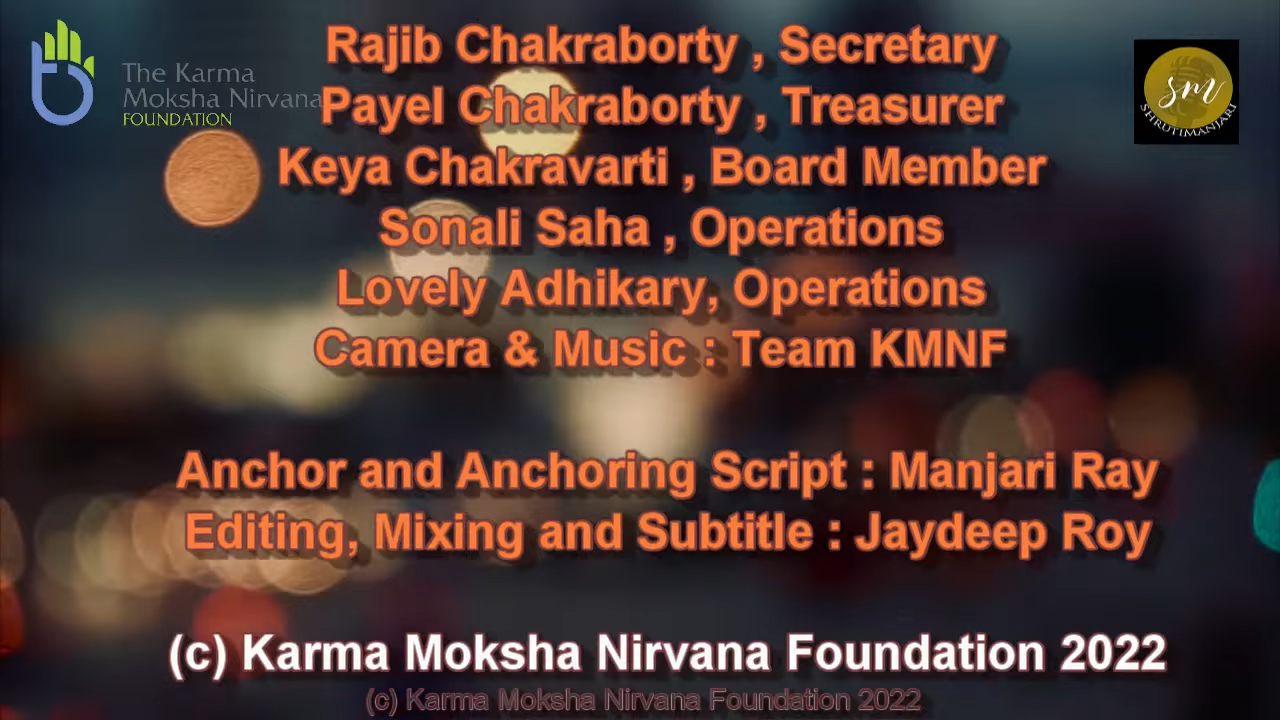 Rajib Chakraborty , Secretary
The Karma
Moksha Nirvana
FOUNDATION
sm
SHRUTIMANJARI
Payel Chakraborty , Treasurer
Keya Chakravarti , Board Member
Sonali Saha , Operations
Lovely Adhikary, Operations
Camera & Music : Team KMNF
Anchor and Anchoring Script : Manjari Ray
Editing, Mixing and Subtitle : Jaydeep Roy
(c) Karma Moksha Nirvana Foundation 2022
(c) Karma Moksha Nirvana Foundation 2022